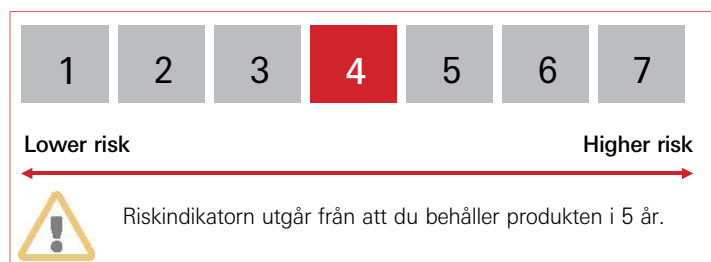 1 2 3 4 5 6 7
Lower risk Higher risk
Riskindikatorn utgår från att du behåller produkten i 5 år.